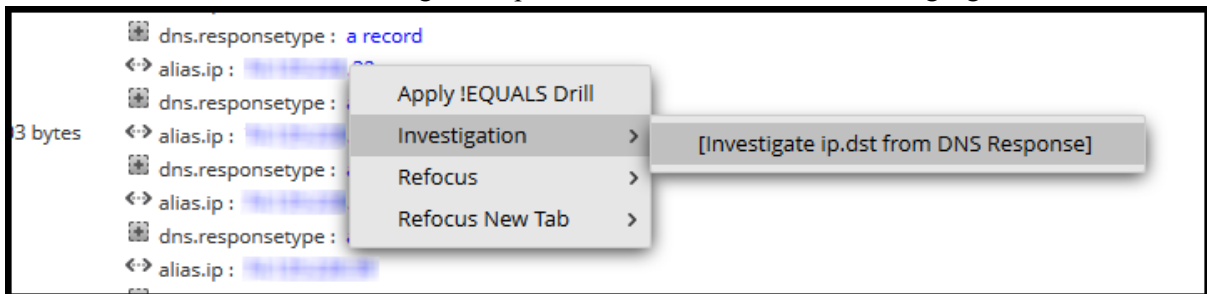 dns.responsetype : a record
alias.ip :
dns.responsetype :
3 bytes alias.ip :
dns.responsetype :
alias.ip :
dns.responsetype :
alias.ip :
Apply !EQUALS Drill
Investigation >
Refocus >
Refocus New Tab >
[Investigate ip.dst from DNS Response]